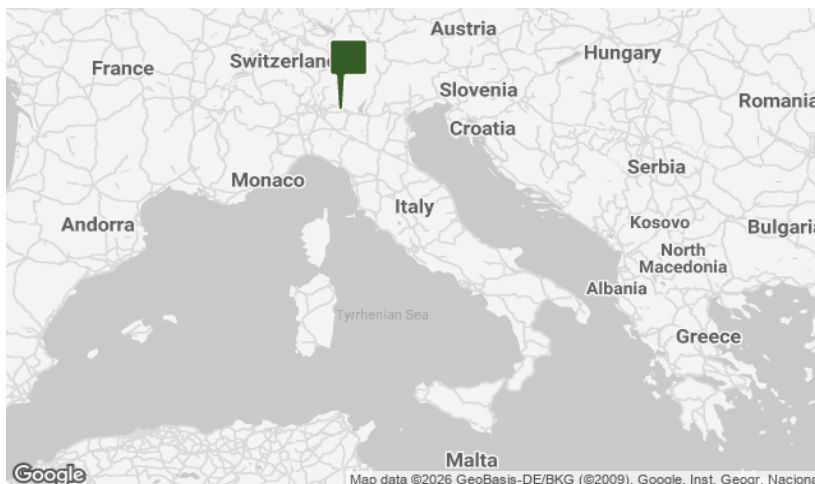 Austria
Hungary
Switzerlan
France
Slovenia
Romania
Croatia
Serbia
Monaco
Italy
Andorra
Kosovo
Bulgaria
North
Macedonia
Albania
Tyrrhenian Sea
Greece
Malta
Google
Map data ©2026 GeoBasis-DE/BKG (©2009), Google, Inst. Geogr. Naciona